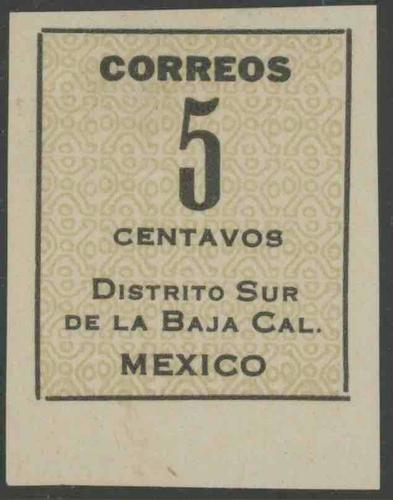 CORREOS
5
CENTAVOS
DISTRITO SUR
DE LA BAJA CAL.
MEXICO